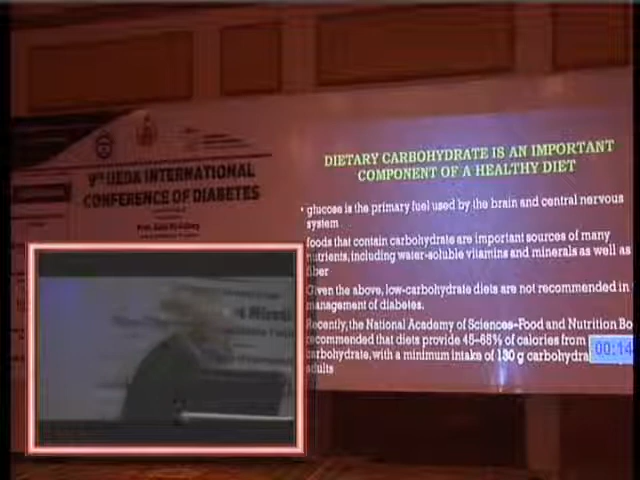 9th UEDA INTERNATIONAL
CONFERENCE OF DIABETES
DIETARY CARBOHYDRATE IS AN IMPORTANT
COMPONENT OF A HEALTHY DIET
• glucose is the primary fuel used by the brain and central nervous
system
foods that contain carbohydrate are important sources of many
nutrients, including water-soluble vitamins and minerals as well as
fiber
Given the above, low-carbohydrate diets are not recommended in
management of diabetes.
Recently, the National Academy of Sciences–Food and Nutrition Bo
recommended that diets provide 45–65% of calories from
carbohydrate, with a minimum intake of 130 g carbohydra
adults
00:14